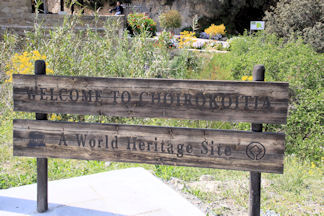 WELCOME TO CHOIROKOITIA
A World Heritage Site